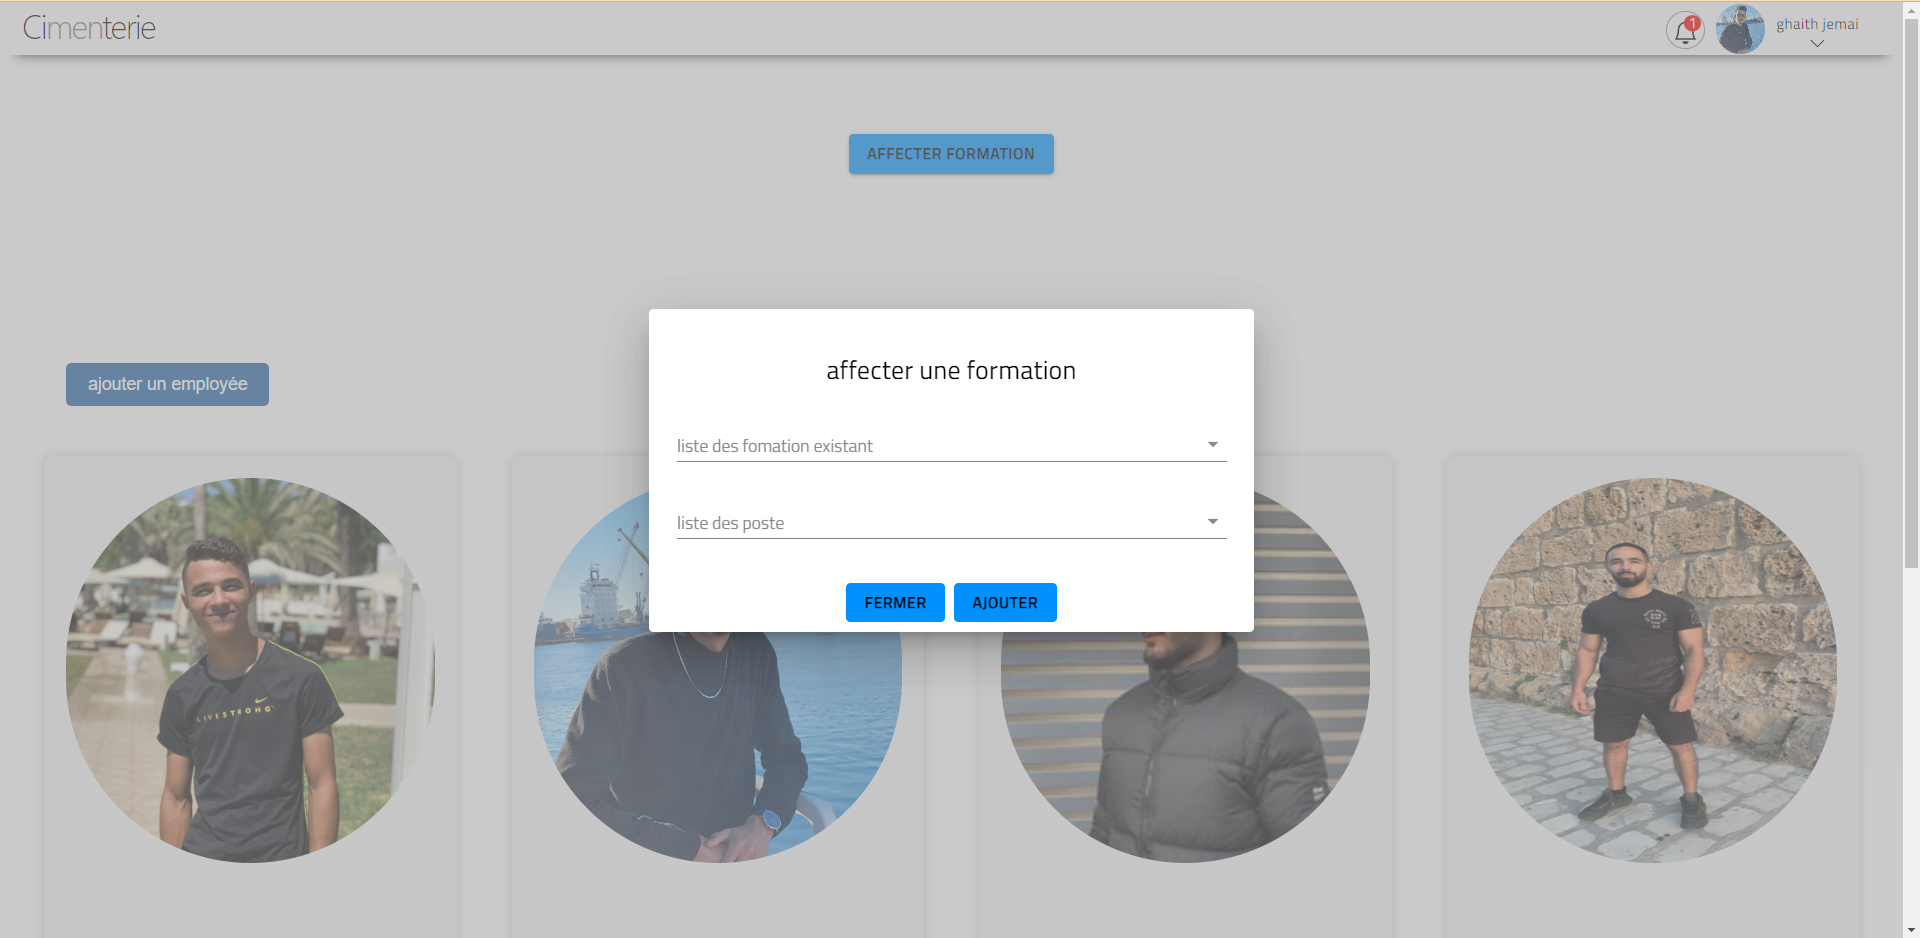 Cimenterie
1
ghaith jemai
AFFECTER FORMATION
ajouter un employée
affecter une formation
liste des fomation existant
liste des poste
FERMER
AJOUTER
LIVESTRONG